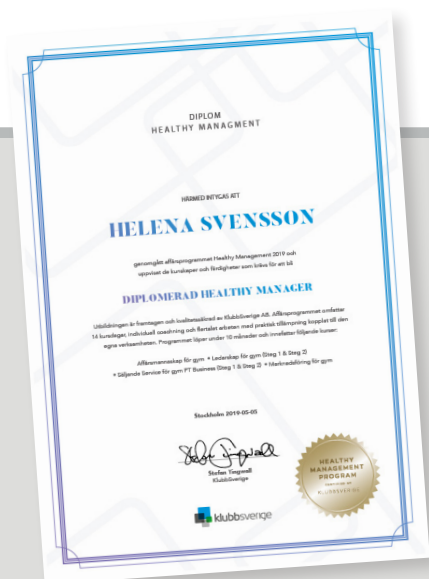 DIPLOM
HEALTHY MANAGMENT
HÄRMED INTYGAS ATT
HELENA SVENSSON
genomgått affärsprogrammet Healthy Management 2019 och
uppvisat de kunskaper och färdigheter som krävs för att bli
DIPLOMERAD HEALTHY MANAGER
Utbildningen är framtagen och kvalitetssäkrad av KlubbSverige AB. Affärsprogrammet omfattar
14 kursdagar, individuell coachning och flertalet arbeten med praktisk tillämpning kopplat till den
egna verksamheten. Programmet löper under 10 månader och innefattar följande kurser:
Affärsmannaskap för gym * Ledarskap för gym (Steg 1 & Steg 2)
* Säljande Service för gym PT Business (Steg 1 & Steg 2) * Marknadsföring för gym
Stockholm 2019-05-05
Stefan Tingwall
Stefan Tingwall
KlubbSverige
HEALTHY
MANAGEMENT
PROGRAM
CERTIFIED BY
KLUBBSVERIGE
klubbsverige